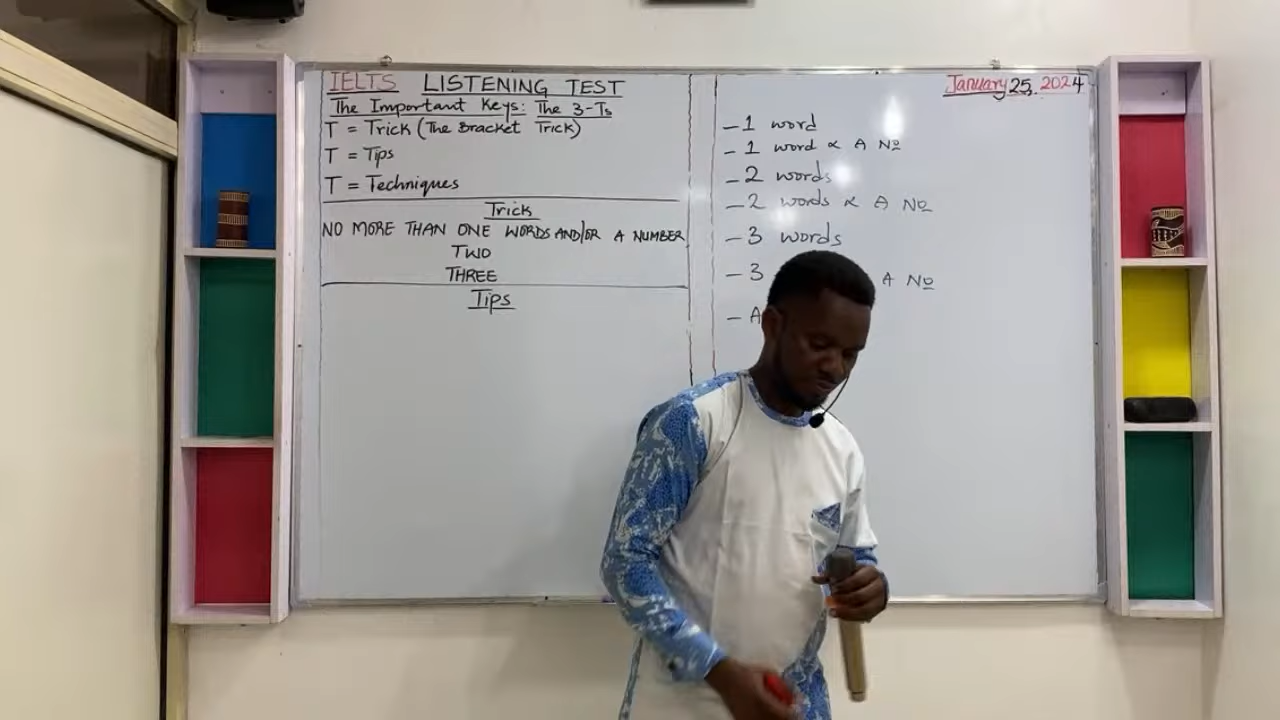 IELTS LISTENING TEST
The Important Keys: The 3-Ts
T = Trick (The Bracket Trick)
T = Tips
T = Techniques
Trick
NO MORE THAN ONE WORDS AND/OR A NUMBER
TWO
THREE
Tips
January 25, 2024
- 1 word
- 1 word & A No
- 2 words
- 2 words & A No
- 3 words
- 3 A No
- A